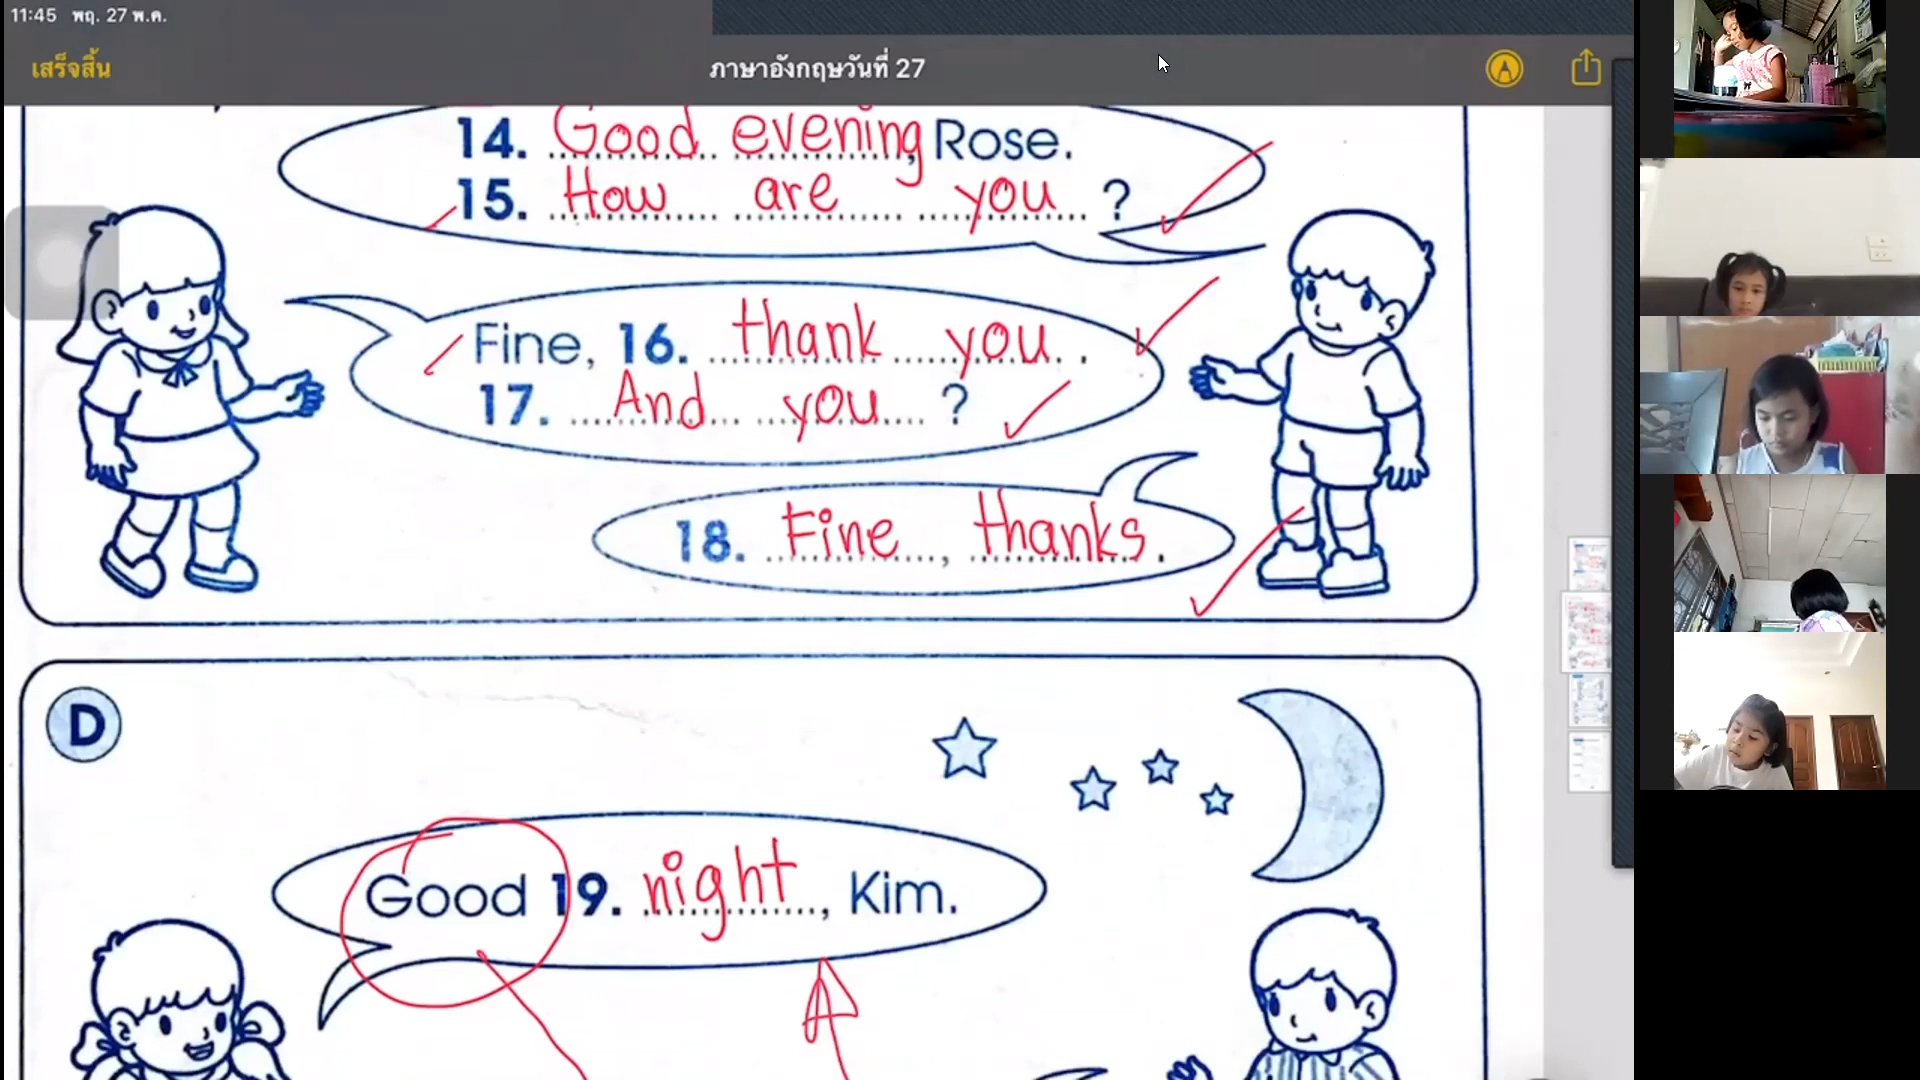 11:45 พฤ. 27 พ.ค.
เสร็จสิ้น
ภาษาอังกฤษวันที่ 27
14. Good evening, Rose.
15. How are you ?
Fine, 16. thank you .
17. And you ?
18. Fine, thanks.
D
Good 19. night, Kim.